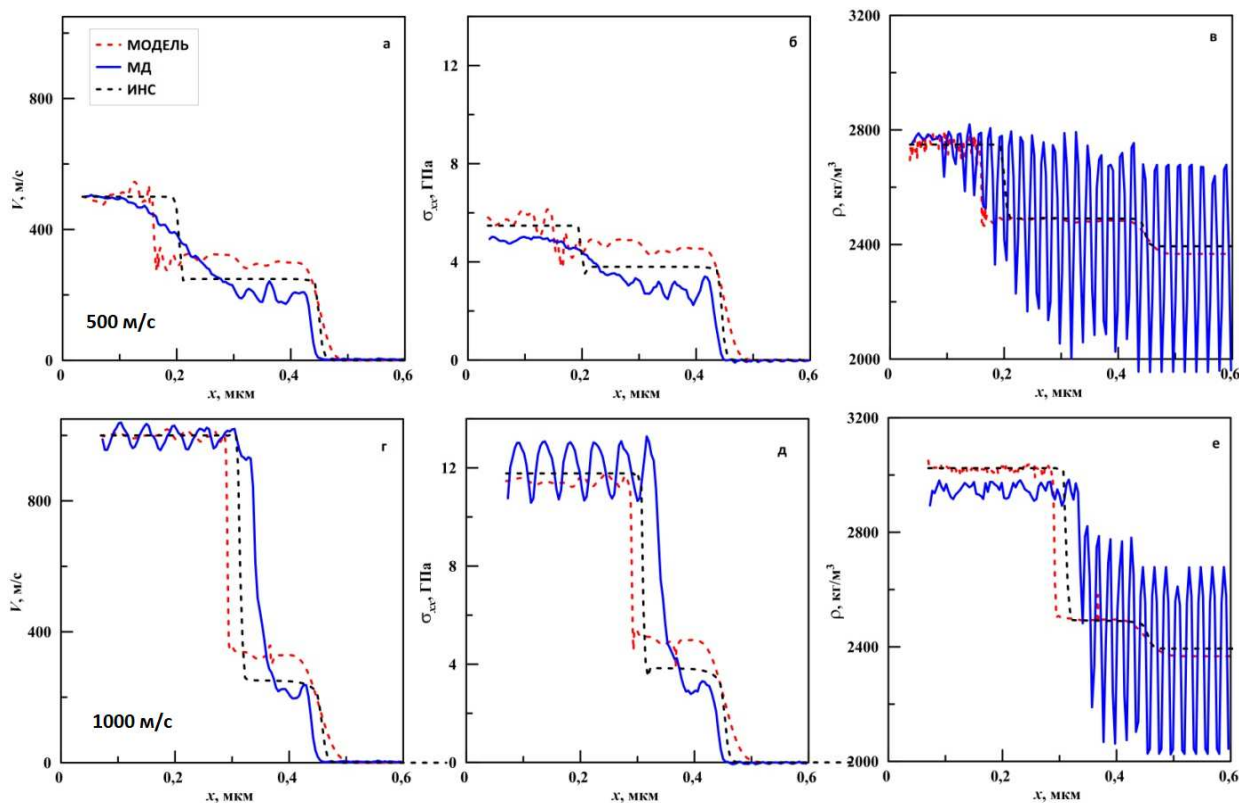 а
МОДЕЛЬ
МД
ИНС
V, м/с
800
400
0
500 м/с
0 0,2 0,4 0,6
x, мкм
б
σxx, ГПа
12
8
4
0
0 0,2 0,4 0,6
x, мкм
в
ρ, кг/м³
3200
2800
2400
2000
0 0,2 0,4 0,6
x, мкм
г
V, м/с
800
400
0
1000 м/с
0 0,2 0,4 0,6
x, мкм
д
σxx, ГПа
12
8
4
0
0 0,2 0,4 0,6
x, мкм
е
ρ, кг/м³
3200
2800
2400
2000
0 0,2 0,4 0,6
x, мкм